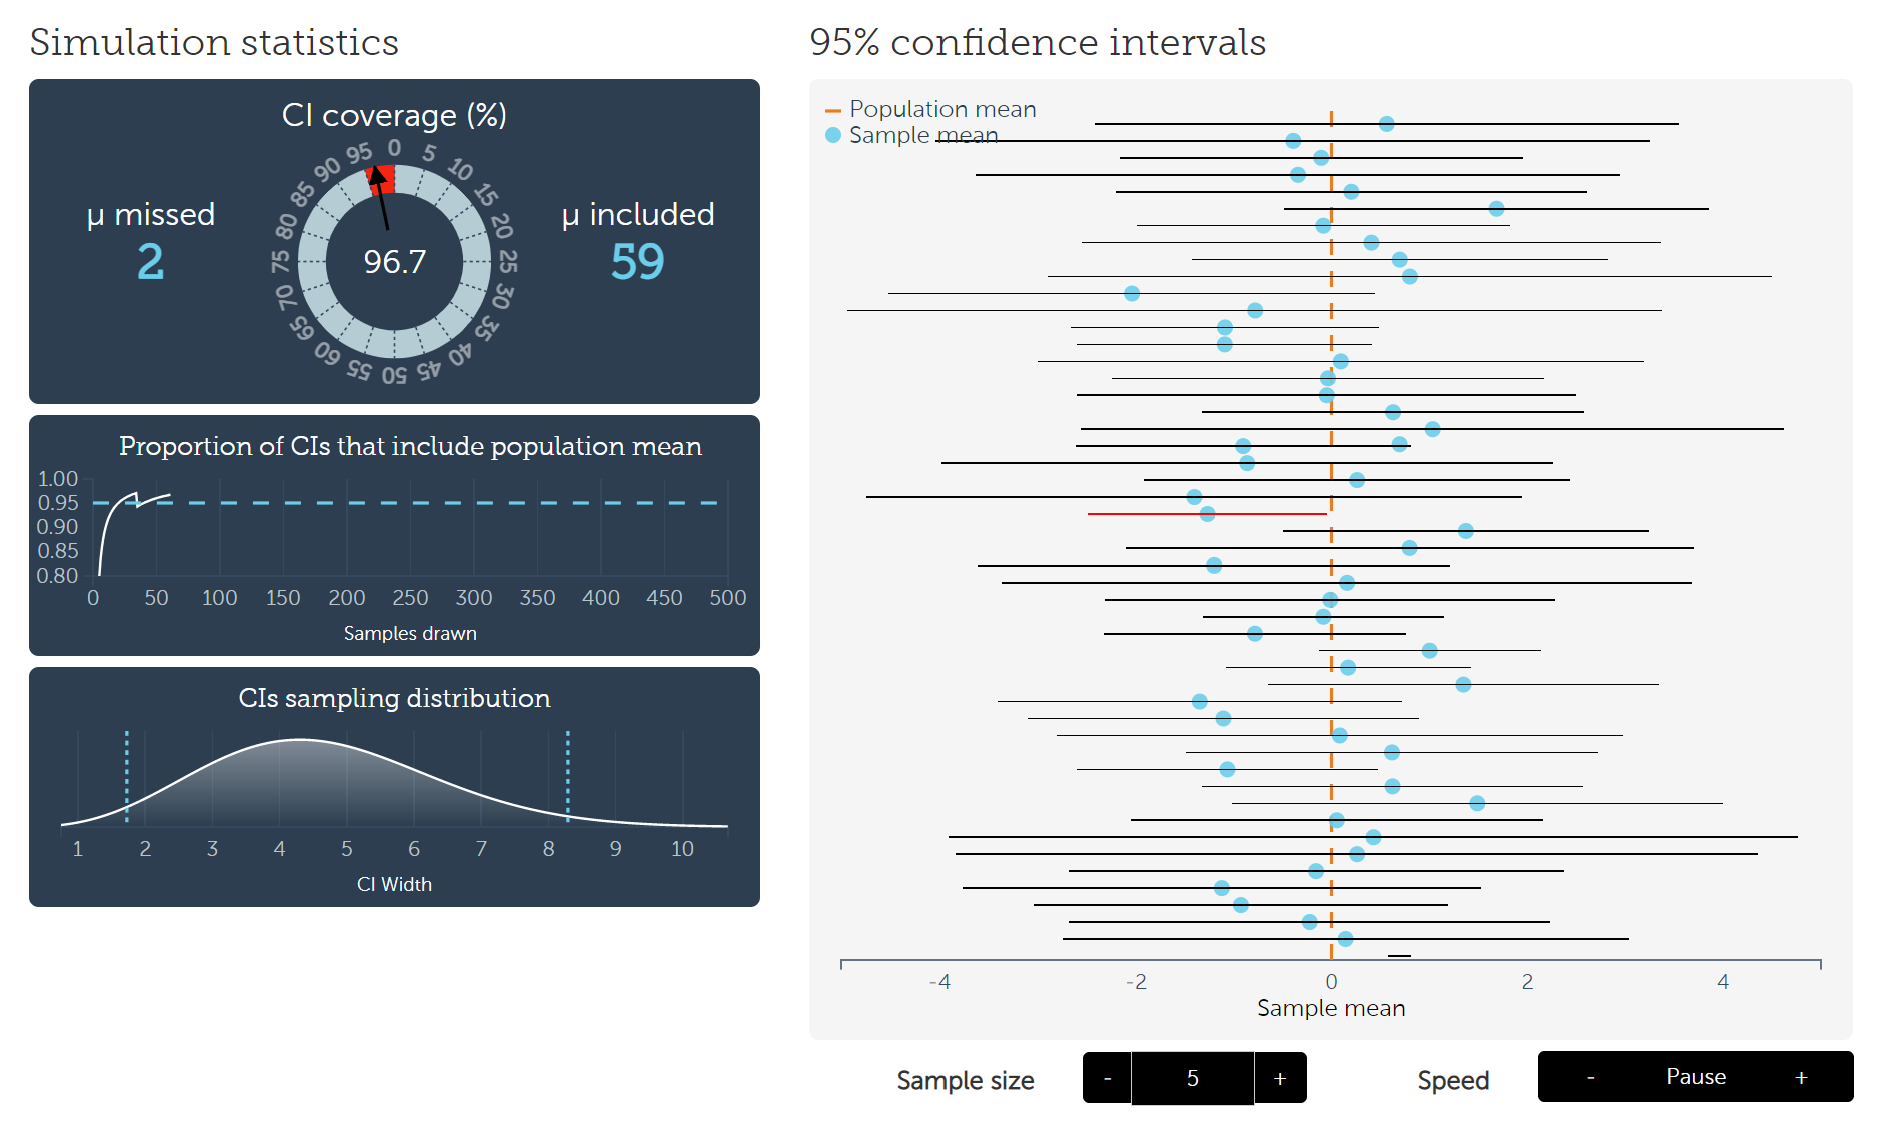 Simulation statistics
CI coverage (%)
0 5 10 15 20 25 30 35 40 45 50 55 60 65 70 75 80 85 90 95
µ missed
2
96.7
µ included
59
Proportion of CIs that include population mean
1.00
0.95
0.90
0.85
0.80
0 50 100 150 200 250 300 350 400 450 500
Samples drawn
CIs sampling distribution
1 2 3 4 5 6 7 8 9 10
CI Width
95% confidence intervals
Population mean
Sample mean
-4 -2 0 2 4
Sample mean
Sample size - 5 + Speed - Pause +